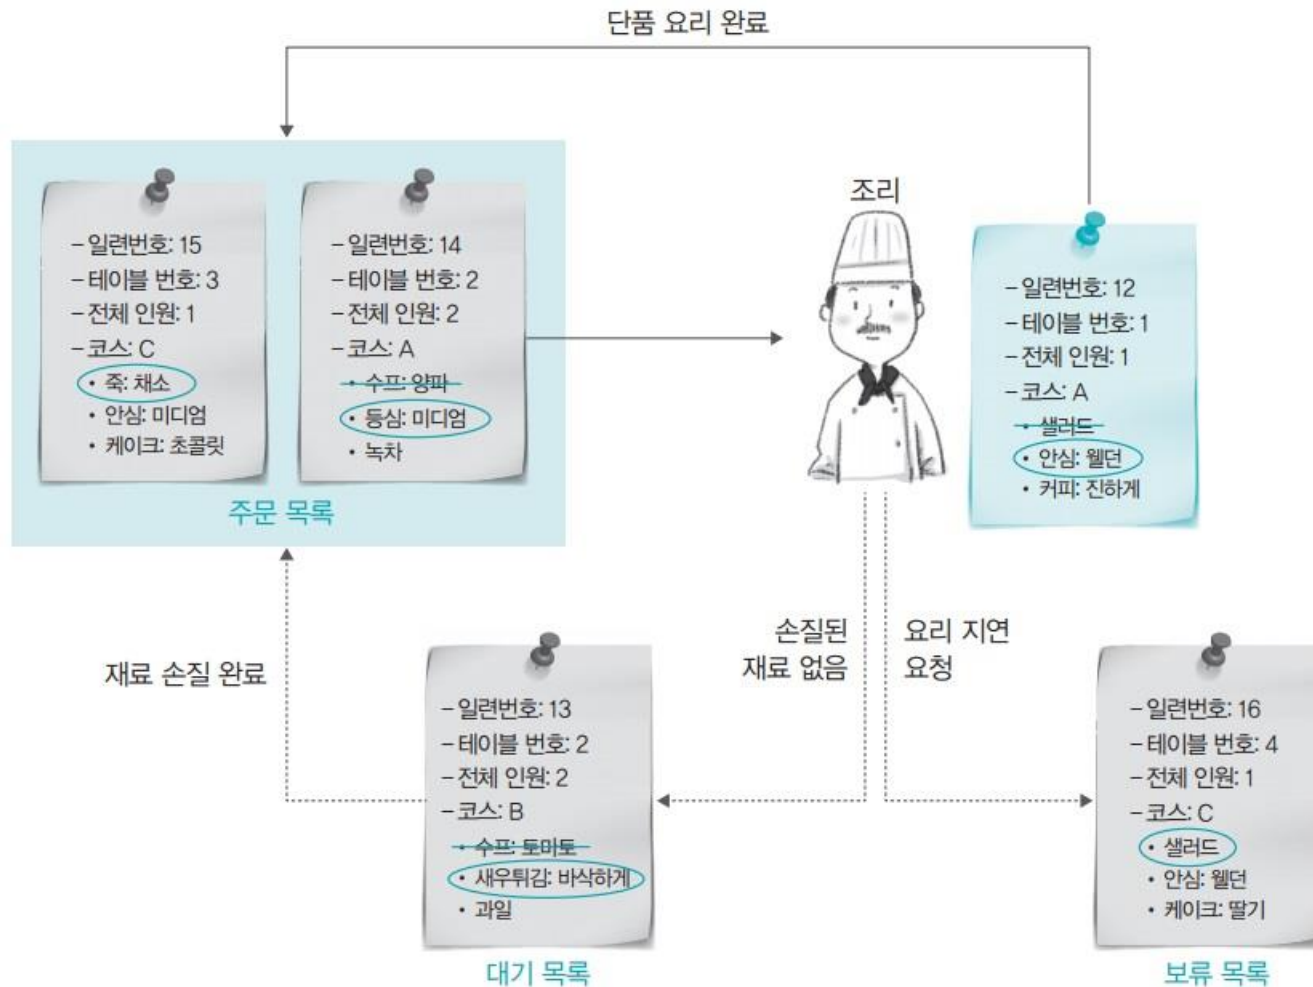 단품 요리 완료
– 일련번호: 15
– 테이블 번호: 3
– 전체 인원: 1
– 코스: C
• 죽: 채소
• 안심: 미디엄
• 케이크: 초콜릿
– 일련번호: 14
– 테이블 번호: 2
– 전체 인원: 2
– 코스: A
• 수프: 양파
• 등심: 미디엄
• 녹차
주문 목록
조리
– 일련번호: 12
– 테이블 번호: 1
– 전체 인원: 1
– 코스: A
• 샐러드
• 안심: 웰던
• 커피: 진하게
재료 손질 완료
손질된
재료 없음
요리 지연
요청
– 일련번호: 13
– 테이블 번호: 2
– 전체 인원: 2
– 코스: B
• 수프: 토마토
• 새우튀김: 바삭하게
• 과일
대기 목록
– 일련번호: 16
– 테이블 번호: 4
– 전체 인원: 1
– 코스: C
• 샐러드
• 안심: 웰던
• 케이크: 딸기
보류 목록